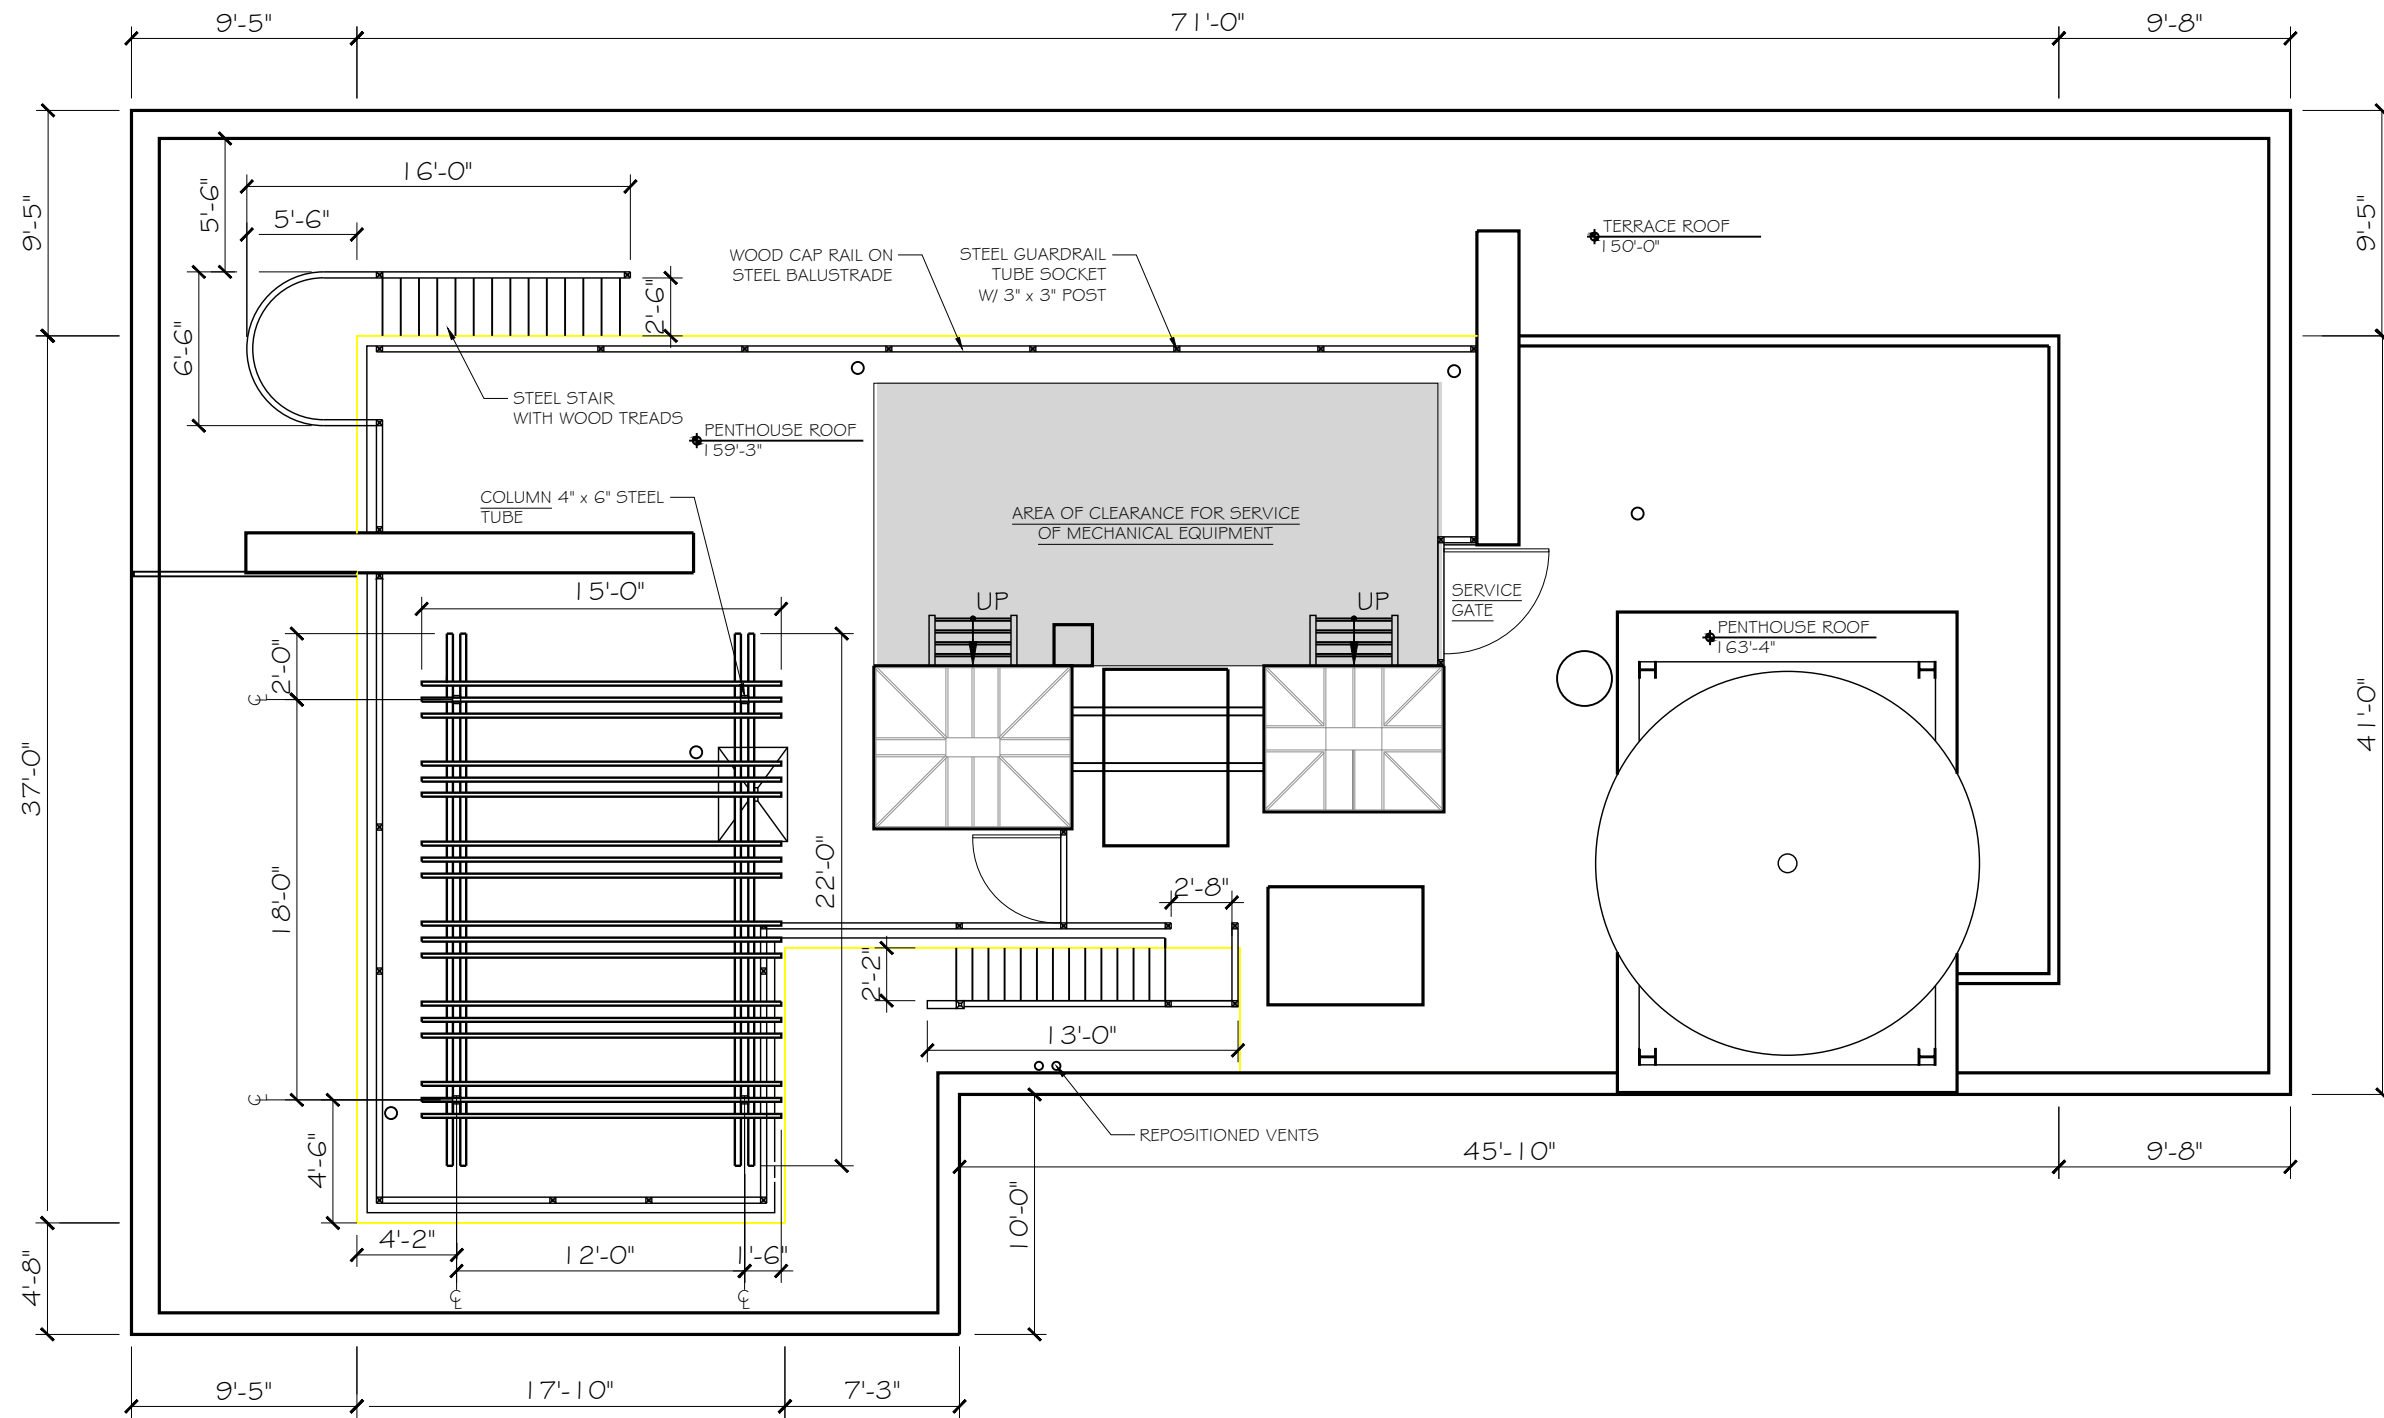 9'-5"
71'-0"
9'-8"
9'-5"
9'-5"
5'-6"
16'-0"
5'-6"
6'-6"
2'-6"
WOOD CAP RAIL ON
STEEL BALUSTRADE
STEEL GUARDRAIL
TUBE SOCKET
W/ 3" x 3" POST
TERRACE ROOF
150'-0"
STEEL STAIR
WITH WOOD TREADS
PENTHOUSE ROOF
159'-3"
COLUMN 4" x 6" STEEL
TUBE
AREA OF CLEARANCE FOR SERVICE
OF MECHANICAL EQUIPMENT
15'-0"
UP
UP
SERVICE
GATE
PENTHOUSE ROOF
163'-4"
2'-0"
CL
37'-0"
41'-0"
18'-0"
22'-0"
2'-8"
2'-2"
13'-0"
CL
4'-6"
REPOSITIONED VENTS
45'-10"
9'-8"
10'-0"
4'-2"
12'-0"
1'-6"
CL
CL
4'-8"
9'-5"
17'-10"
7'-3"